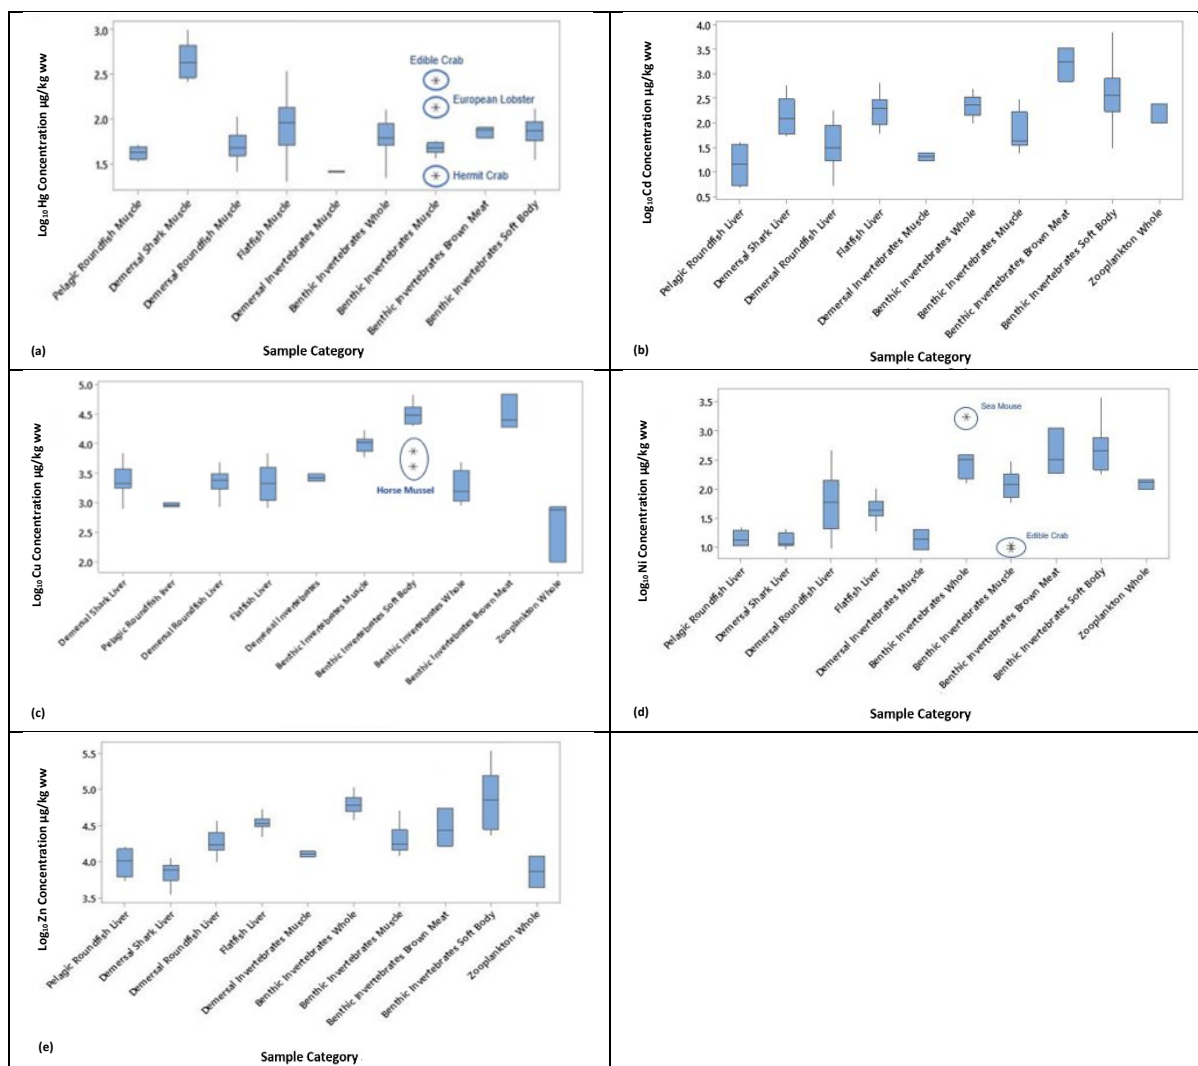 Log₁₀ Hg Concentration µg/kg ww
3.0
2.5
2.0
1.5
Edible Crab
European Lobster
Hermit Crab
Pelagic Roundfish Muscle
Demersal Shark Muscle
Demersal Roundfish Muscle
Flatfish Muscle
Demersal Invertebrates Muscle
Benthic Invertebrates Whole
Benthic Invertebrates Muscle
Benthic Invertebrates Brown Meat
Benthic Invertebrates Soft Body
(a)
Sample Category
Log₁₀ Cd Concentration µg/kg ww
4.0
3.5
3.0
2.5
2.0
1.5
1.0
0.5
Pelagic Roundfish Liver
Demersal Shark Liver
Demersal Roundfish Liver
Flatfish Liver
Demersal Invertebrates Muscle
Benthic Invertebrates Whole
Benthic Invertebrates Muscle
Benthic Invertebrates Brown Meat
Benthic Invertebrates Soft Body
Zooplankton Whole
(b)
Sample Category
Log₁₀ Cu Concentration µg/kg ww
5.0
4.5
4.0
3.5
3.0
2.5
2.0
Horse Mussel
Demersal Shark Liver
Pelagic Roundfish liver
Demersal Roundfish Liver
Flatfish Liver
Demersal Invertebrates
Benthic Invertebrates Muscle
Benthic Invertebrates Soft Body
Benthic Invertebrates Whole
Benthic Invertebrates Brown Meat
Zooplankton Whole
(c)
Log₁₀ Ni Concentration µg/kg ww
3.5
3.0
2.5
2.0
1.5
1.0
Sea Mouse
Edible Crab
Pelagic Roundfish Liver
Demersal Shark Liver
Demersal Roundfish Liver
Flatfish Liver
Demersal Invertebrates Muscle
Benthic Invertebrates Whole
Benthic Invertebrates Muscle
Benthic Invertebrates Brown Meat
Benthic Invertebrates Soft Body
Zooplankton Whole
(d)
Sample Category
Log₁₀ Zn Concentration µg/kg ww
5.5
5.0
4.5
4.0
3.5
Pelagic Roundfish Liver
Demersal Shark Liver
Demersal Roundfish Liver
Flatfish Liver
Demersal Invertebrates Muscle
Benthic Invertebrates Whole
Benthic Invertebrates Muscle
Benthic Invertebrates Brown Meat
Benthic Invertebrates Soft Body
Zooplankton Whole
(e)
Sample Category